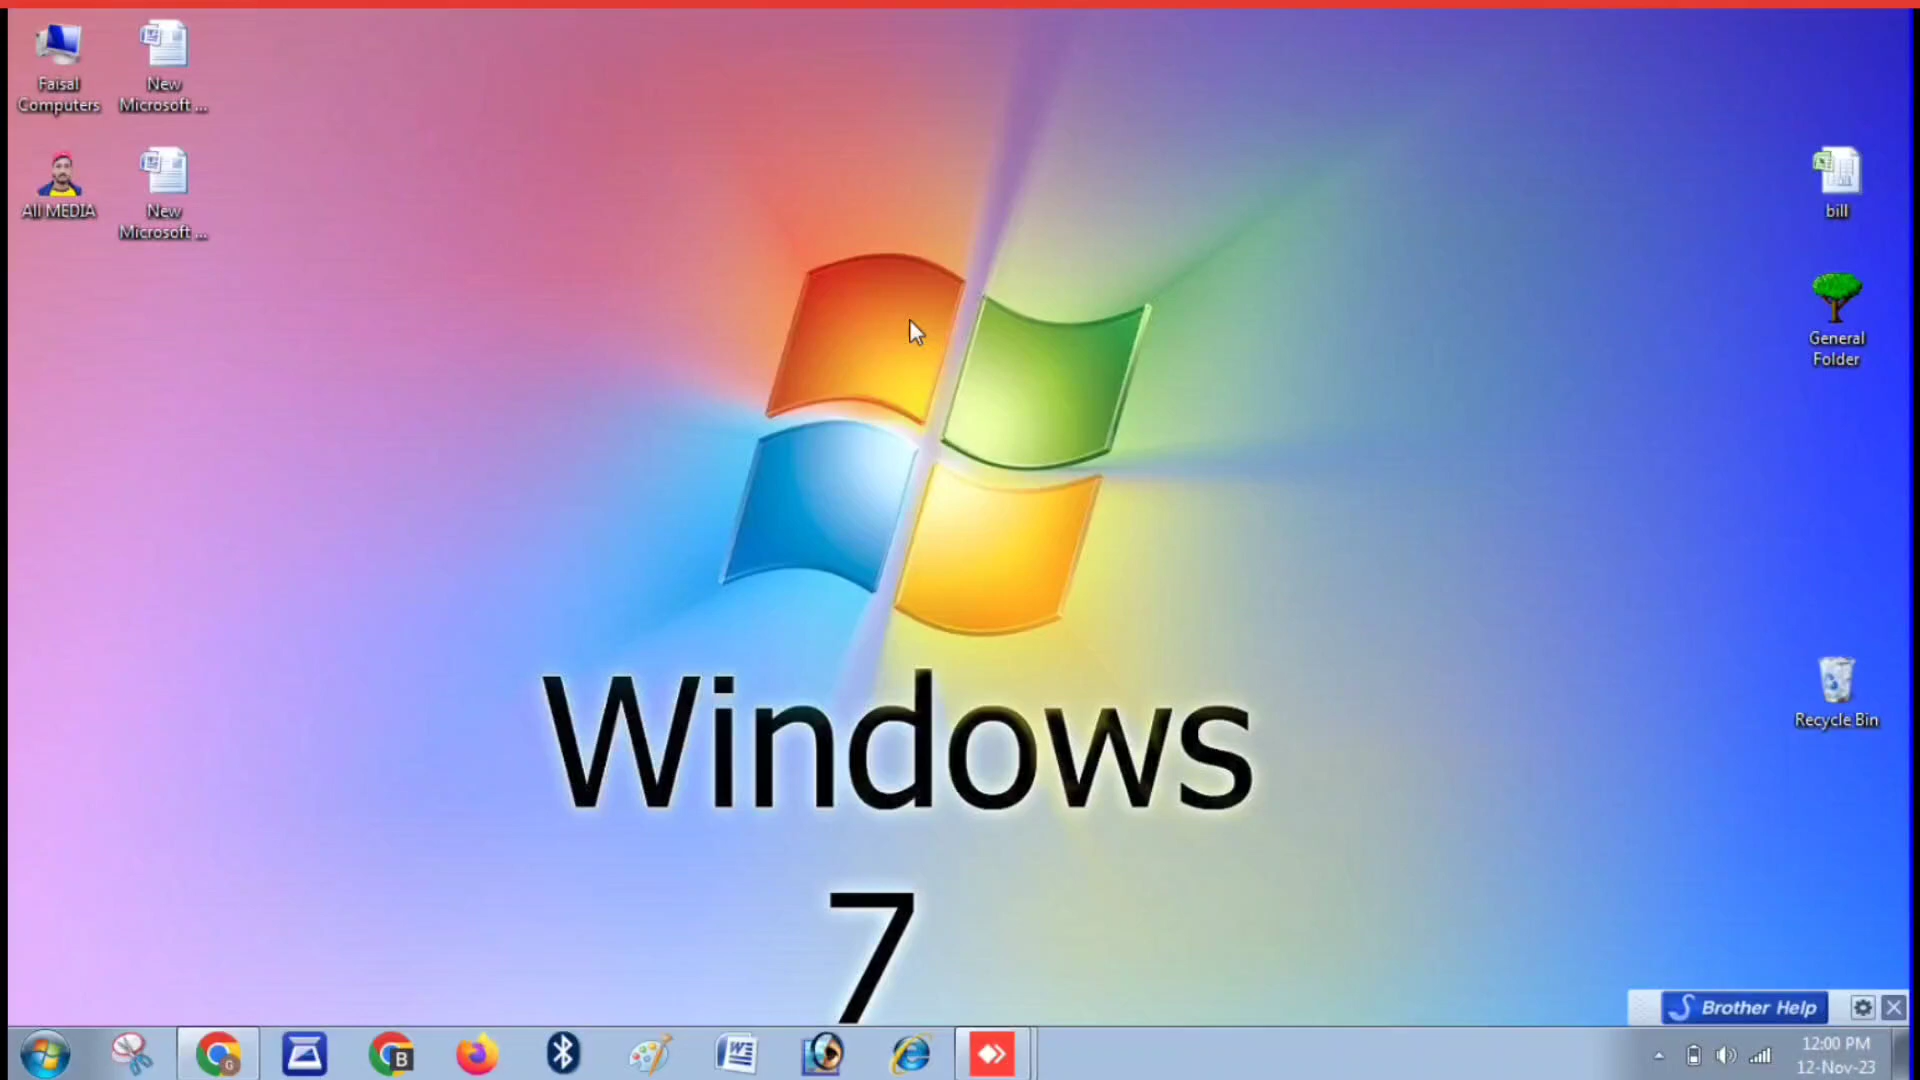 Faisal
Computers
New
Microsoft ...
All MEDIA
New
Microsoft ...
bill
General
Folder
Recycle Bin
Windows
7
Brother Help
G
B
12:00 PM
12-Nov-23